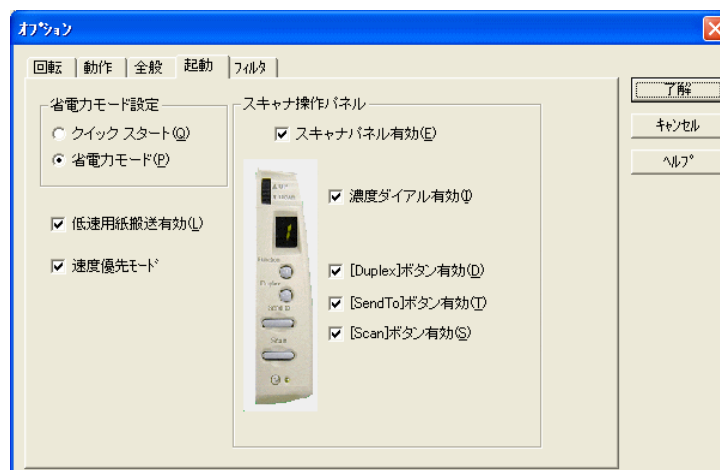 ｵﾌﾟｼｮﾝ
回転 動作 全般 起動 ﾌｨﾙﾀ
省電力モード設定
クイック スタート(Q)
省電力モード(P)
低速用紙搬送有効(L)
速度優先ﾓｰﾄﾞ
スキャナ操作パネル
スキャナパネル有効(E)
濃度ダイアル有効(I)
[Duplex]ボタン有効(D)
[SendTo]ボタン有効(T)
[Scan]ボタン有効(S)
Duplex
Scan
了解
ｷｬﾝｾﾙ
ﾍﾙﾌﾟ